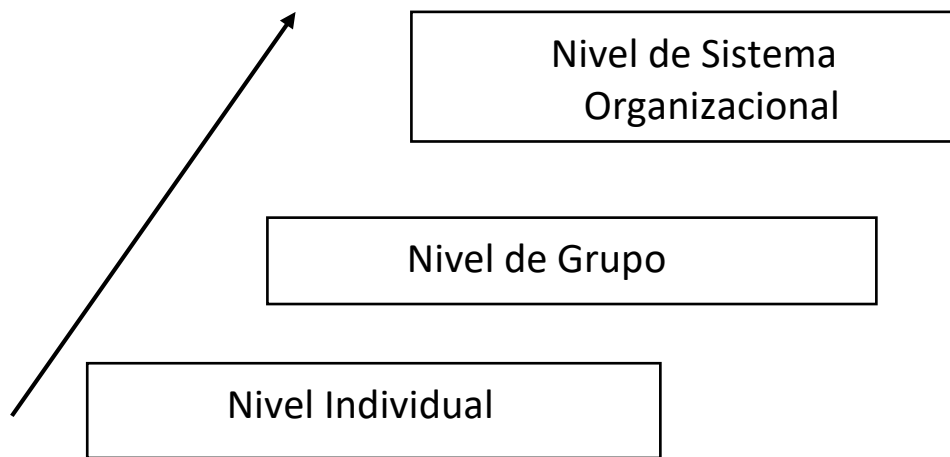 Nivel de Sistema
Organizacional
Nivel de Grupo
Nivel Individual